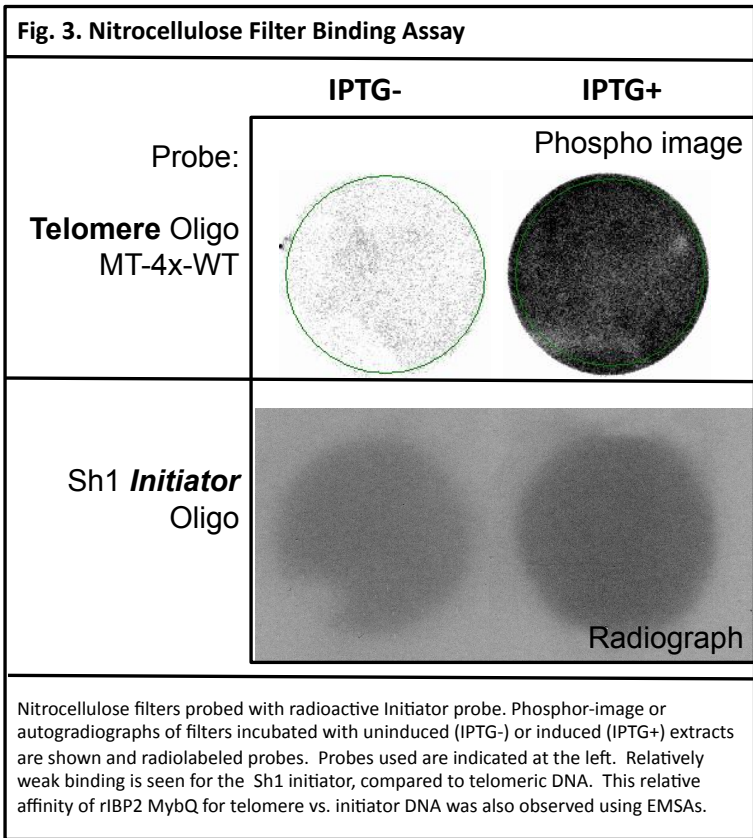 Fig. 3. Nitrocellulose Filter Binding Assay
IPTG-
IPTG+
Probe:
Phospho image
Telomere Oligo
MT-4x-WT
Sh1 Initiator
Oligo
Radiograph
Nitrocellulose filters probed with radioactive Initiator probe. Phosphor-image or
autogradiographs of filters incubated with uninduced (IPTG-) or induced (IPTG+) extracts
are shown and radiolabeled probes. Probes used are indicated at the left. Relatively
weak binding is seen for the Sh1 initiator, compared to telomeric DNA. This relative
affinity of rIBP2 MybQ for telomere vs. initiator DNA was also observed using EMSAs.